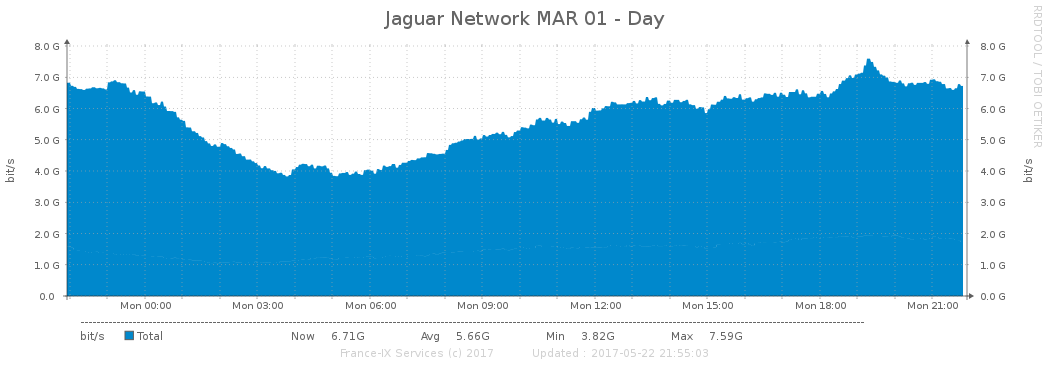 Jaguar Network MAR 01 - Day
RRDTOOL / TOBI OETIKER
8.0 G 8.0 G
7.0 G 7.0 G
6.0 G 6.0 G
5.0 G 5.0 G
4.0 G 4.0 G
3.0 G 3.0 G
2.0 G 2.0 G
1.0 G 1.0 G
0.0 0.0 G
bit/s
bit/s
Mon 00:00 Mon 03:00 Mon 06:00 Mon 09:00 Mon 12:00 Mon 15:00 Mon 18:00 Mon 21:00
bit/s Total Now 6.71G Avg 5.66G Min 3.82G Max 7.59G
France-IX Services (c) 2017 Updated : 2017-05-22 21:55:03